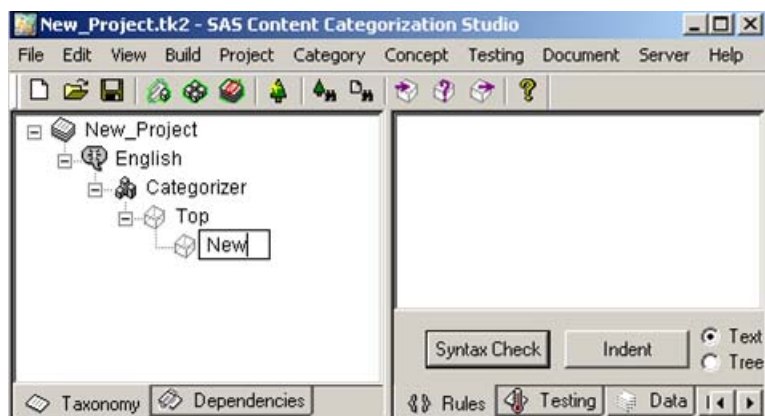 New_Project.tk2 - SAS Content Categorization Studio
File Edit View Build Project Category Concept Testing Document Server Help
New_Project
English
Categorizer
Top
New
Syntax Check
Indent
Text
Tree
Taxonomy
Dependencies
Rules
Testing
Data